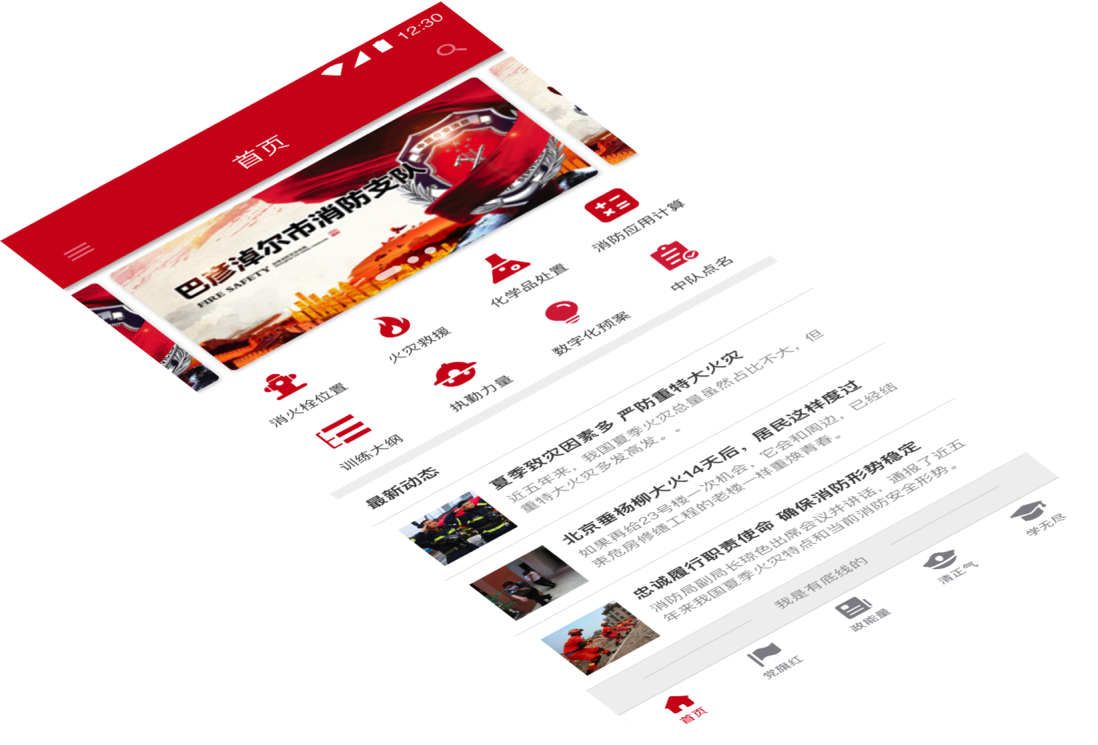 12:30
首页
巴彦淖尔市消防支队
FIRE SAFETY
消火栓位置
火灾救援
化学品处置
消防应用计算
训练大纲
执勤力量
数字化预案
中队点名
最新动态
夏季致灾因素多 严防重特大火灾
近五年来，我国夏季火灾总量虽然占比不大，但
重特大火灾多发高发。。
北京垂杨柳大火14天后，居民这样度过
如果再给23号楼一次机会，它会和周边，已经结
束危房修缮工程的老楼一样重焕青春。
忠诚履行职责使命 确保消防形势稳定
消防局副局长琼色出席会议并讲话，通报了近五
年来我国夏季火灾特点和当前消防安全形势。
我是有底线的
首页
党旗红
政能量
清正气
学无尽